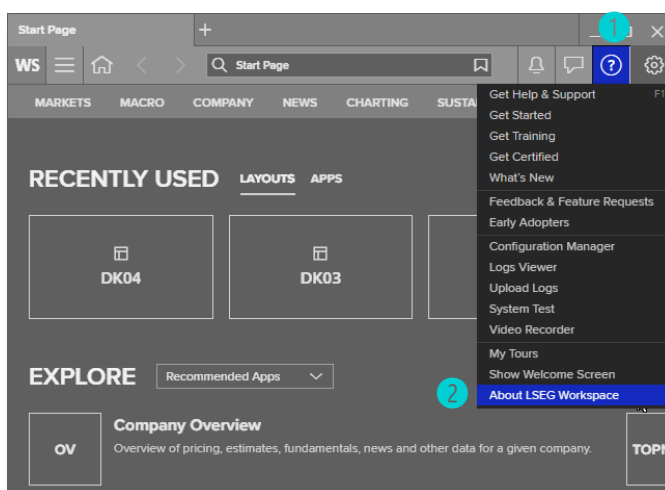 Start Page
1
WS
Start Page
MARKETS MACRO COMPANY NEWS CHARTING
Get Help & Support F1
Get Started
Get Training
Get Certified
What's New
Feedback & Feature Requests
Early Adopters
Configuration Manager
Logs Viewer
Upload Logs
System Test
Video Recorder
My Tours
Show Welcome Screen
2 About LSEG Workspace
RECENTLY USED LAYOUTS APPS
DK04 DK03
EXPLORE Recommended Apps
Company Overview
OV Overview of pricing, estimates, fundamentals, news and other data for a given company.